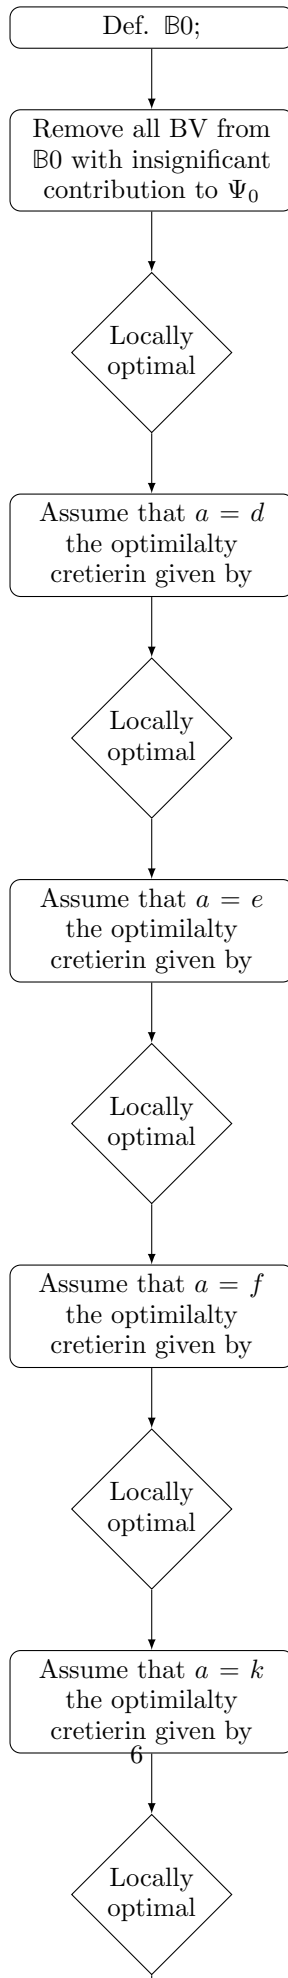 Def. 𝔹0;
Remove all BV from
𝔹0 with insignificant
contribution to Ψ₀
Locally
optimal
Assume that a = d
the optimilalty
cretierin given by
Locally
optimal
Assume that a = e
the optimilalty
cretierin given by
Locally
optimal
Assume that a = f
the optimilalty
cretierin given by
Locally
optimal
Assume that a = k
the optimilalty
cretierin given by
6
Locally
optimal